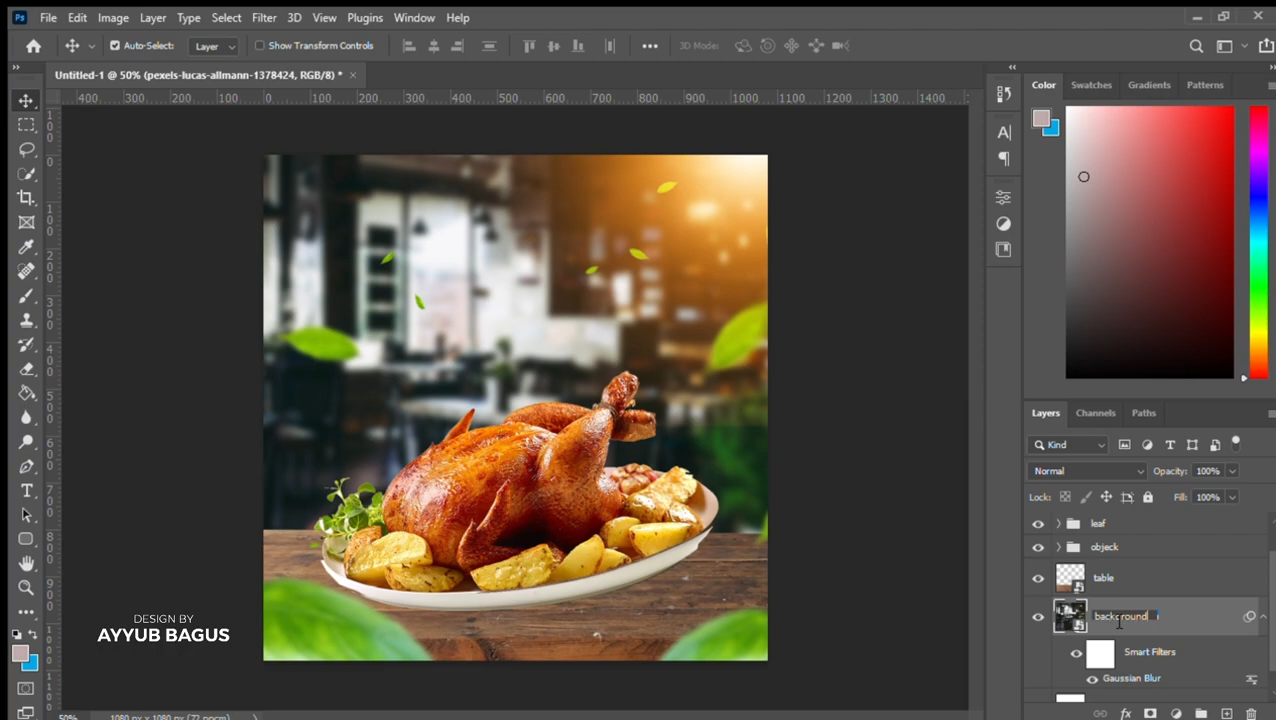 Ps File Edit Image Layer Type Select Filter 3D View Plugins Window Help
Auto-Select: Layer Show Transform Controls 3D Mode:
Untitled-1 @ 50% (pexels-lucas-allmann-1378424, RGB/8) *
400 300 200 100 0 100 200 300 400 500 600 700 800 900 1000 1100 1200 1300 1400
Color Swatches Gradients Patterns
Layers Channels Paths
Kind
Normal Opacity: 100%
Lock: Fill: 100%
leaf
objeck
table
background
Smart Filters
Gaussian Blur
DESIGN BY
AYYUB BAGUS
50% 1080 px x 1080 px (72 ppcm)